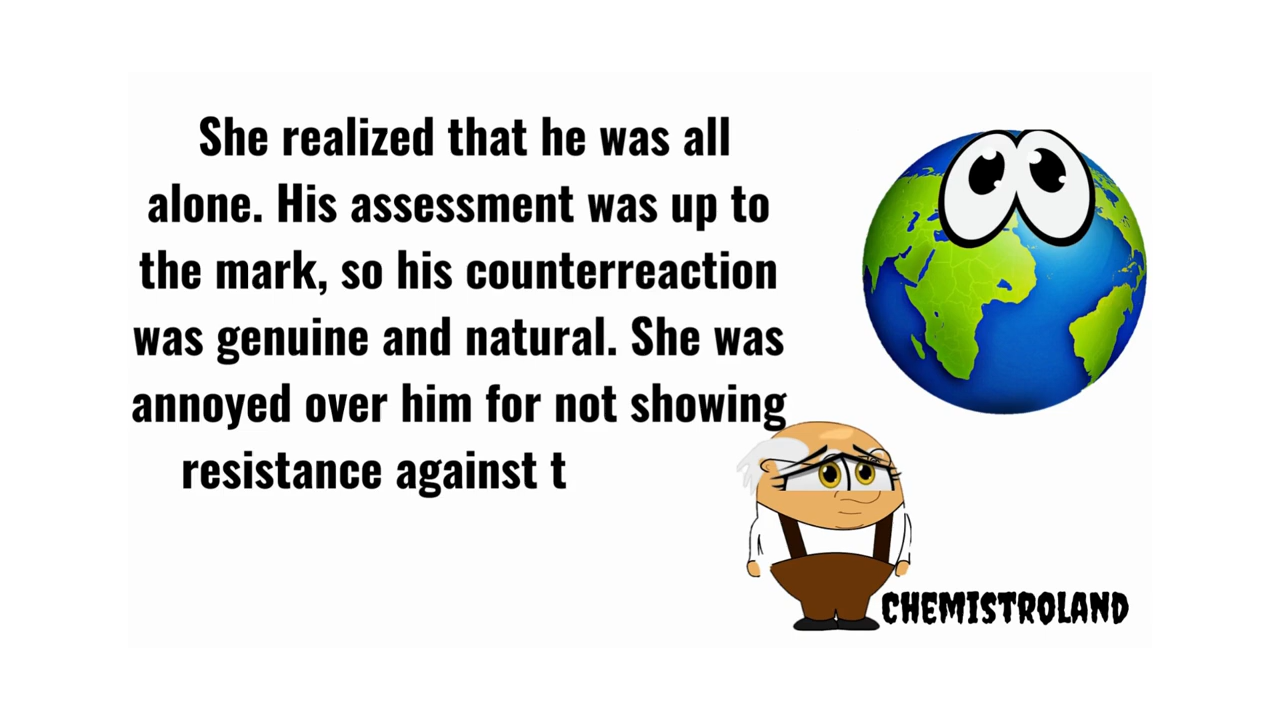 She realized that he was all
alone. His assessment was up to
the mark, so his counterreaction
was genuine and natural. She was
annoyed over him for not showing
resistance against t
CHEMISTROLAND